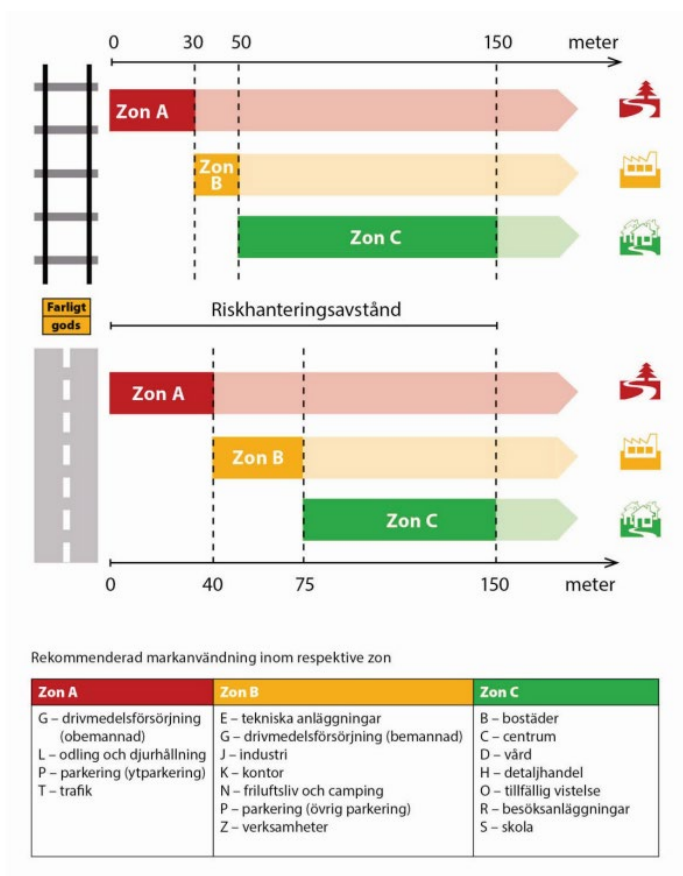 0 30 50 150 meter
Zon A
Zon
B
Zon C
Farligt
gods
Riskhanteringsavstånd
Zon A
Zon B
Zon C
0 40 75 150 meter
Rekommenderad markanvändning inom respektive zon
Zon A
G – drivmedelsförsörjning
(obemannad)
L – odling och djurhållning
P – parkering (ytparkering)
T – trafik
Zon B
E – tekniska anläggningar
G – drivmedelsförsörjning (bemannad)
J – industri
K – kontor
N – friluftsliv och camping
P – parkering (övrig parkering)
Z – verksamheter
Zon C
B – bostäder
C – centrum
D – vård
H – detaljhandel
O – tillfällig vistelse
R – besöksanläggningar
S – skola